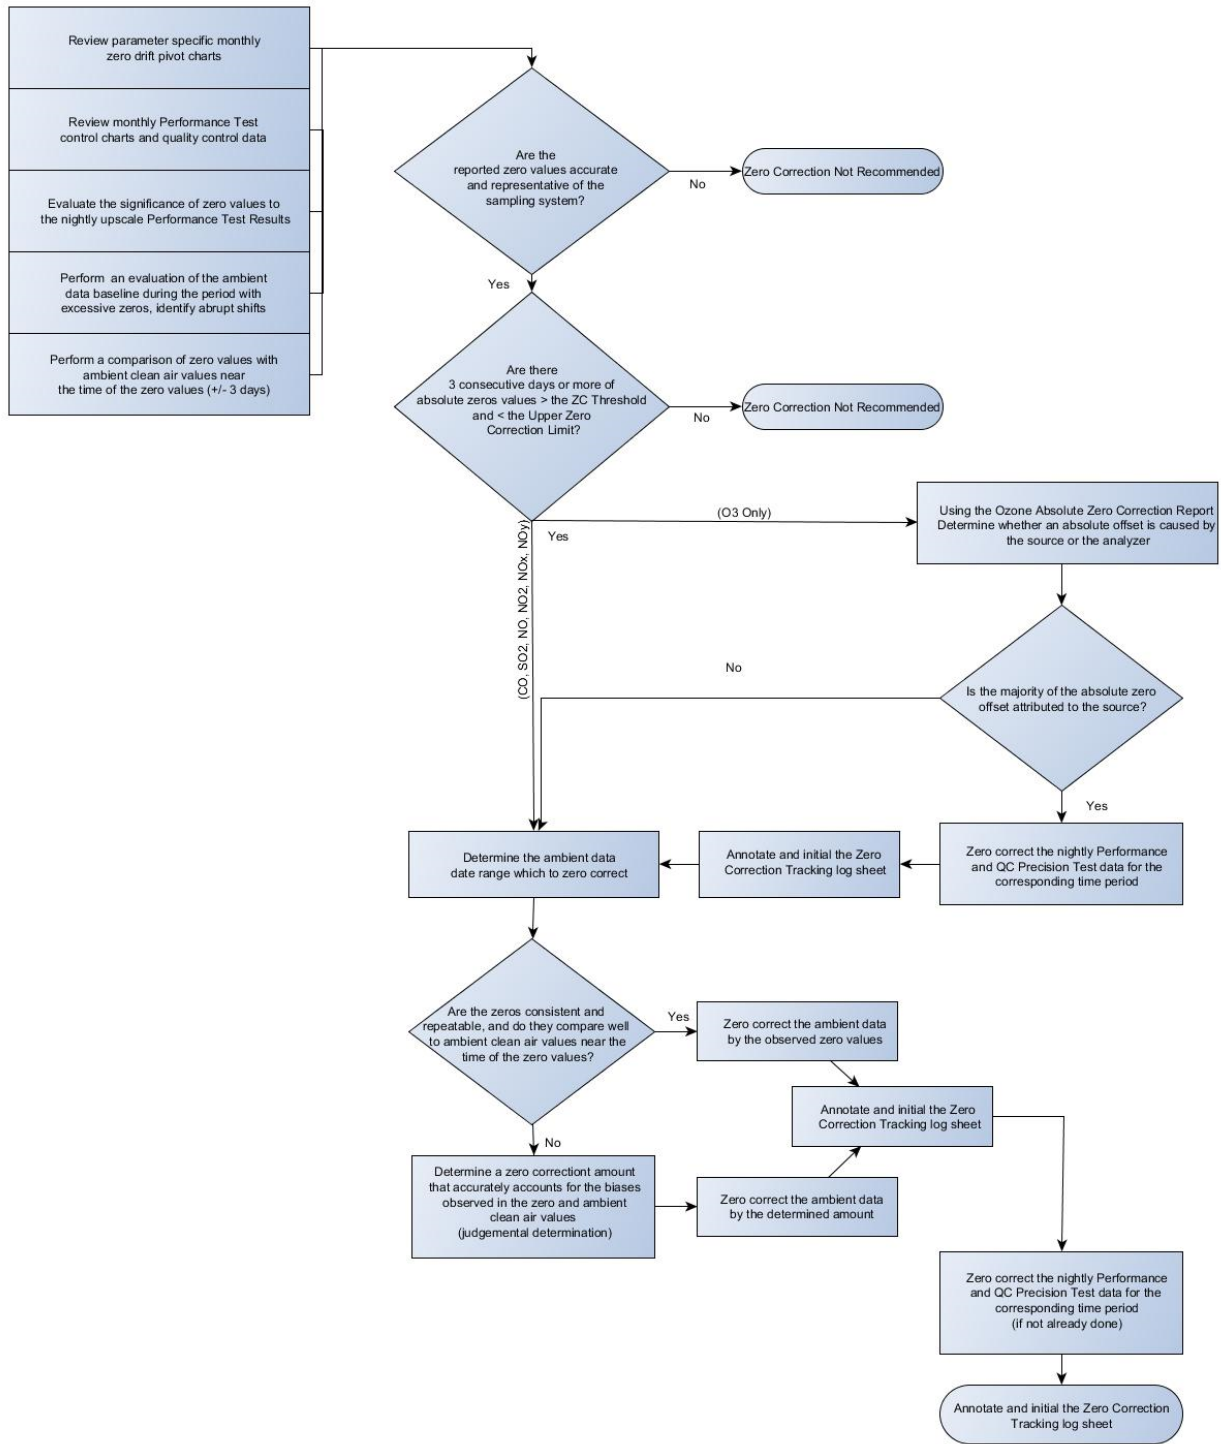 Review parameter specific monthly
zero drift pivot charts
Review monthly Performance Test
control charts and quality control data
Evaluate the significance of zero values to
the nightly upscale Performance Test Results
Perform an evaluation of the ambient
data baseline during the period with
excessive zeros, identify abrupt shifts
Perform a comparison of zero values with
ambient clean air values near
the time of the zero values (+/- 3 days)
Are the
reported zero values accurate
and representative of the
sampling system?
No
Zero Correction Not Recommended
Yes
Are there
3 consecutive days or more of
absolute zeros values > the ZC Threshold
and < the Upper Zero
Correction Limit?
No
Zero Correction Not Recommended
(O3 Only)
Yes
(CO, SO2, NO, NO2, NOx, NOy)
Using the Ozone Absolute Zero Correction Report
Determine whether an absolute offset is caused by
the source or the analyzer
Is the majority of the absolute zero
offset attributed to the source?
No
Yes
Zero correct the nightly Performance
and QC Precision Test data for the
corresponding time period
Annotate and initial the Zero
Correction Tracking log sheet
Determine the ambient data
date range which to zero correct
Are the zeros consistent and
repeatable, and do they compare well
to ambient clean air values near the
time of the zero values?
Yes
Zero correct the ambient data
by the observed zero values
No
Determine a zero correctiont amount
that accurately accounts for the biases
observed in the zero and ambient
clean air values
(judgemental determination)
Zero correct the ambient data
by the determined amount
Annotate and initial the Zero
Correction Tracking log sheet
Zero correct the nightly Performance
and QC Precision Test data for the
corresponding time period
(if not already done)
Annotate and initial the Zero Correction
Tracking log sheet